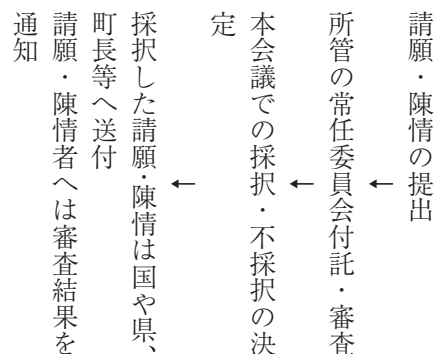 請願・陳情の提出
←
所管の常任委員会付託・審査
←
本会議での採択・不採択の決
定
←
採択した請願・陳情は国や県、
町長等へ送付
請願・陳情者へは審査結果を
通知